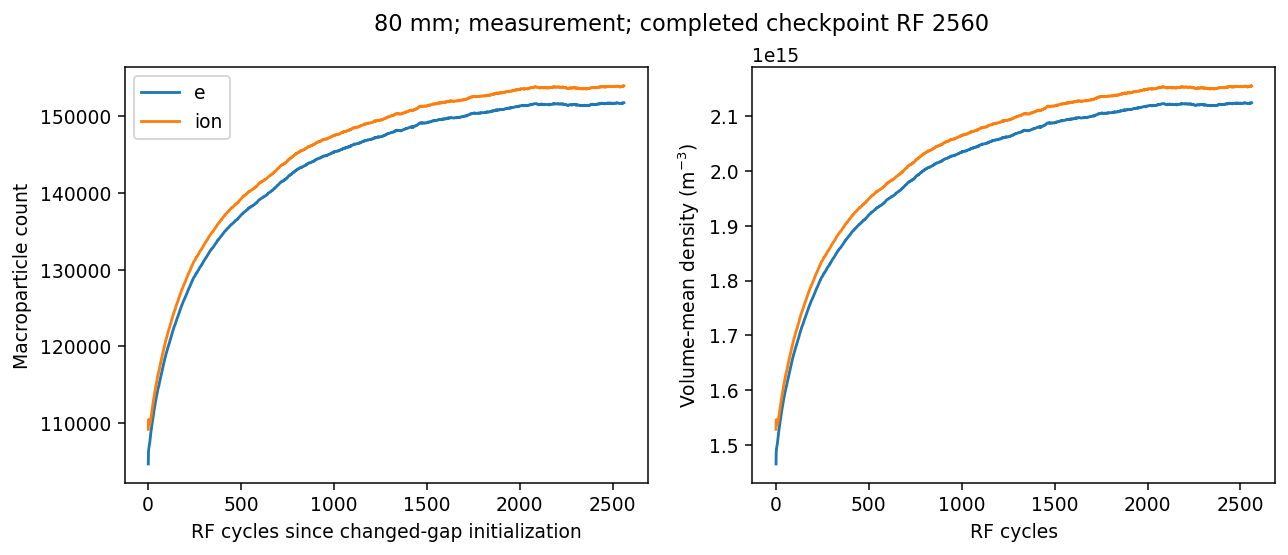 80 mm; measurement; completed checkpoint RF 2560
e
ion
Macroparticle count
150000
140000
130000
120000
110000
0 500 1000 1500 2000 2500
RF cycles since changed-gap initialization
1e15
Volume-mean density (m⁻³)
2.1
2.0
1.9
1.8
1.7
1.6
1.5
0 500 1000 1500 2000 2500
RF cycles